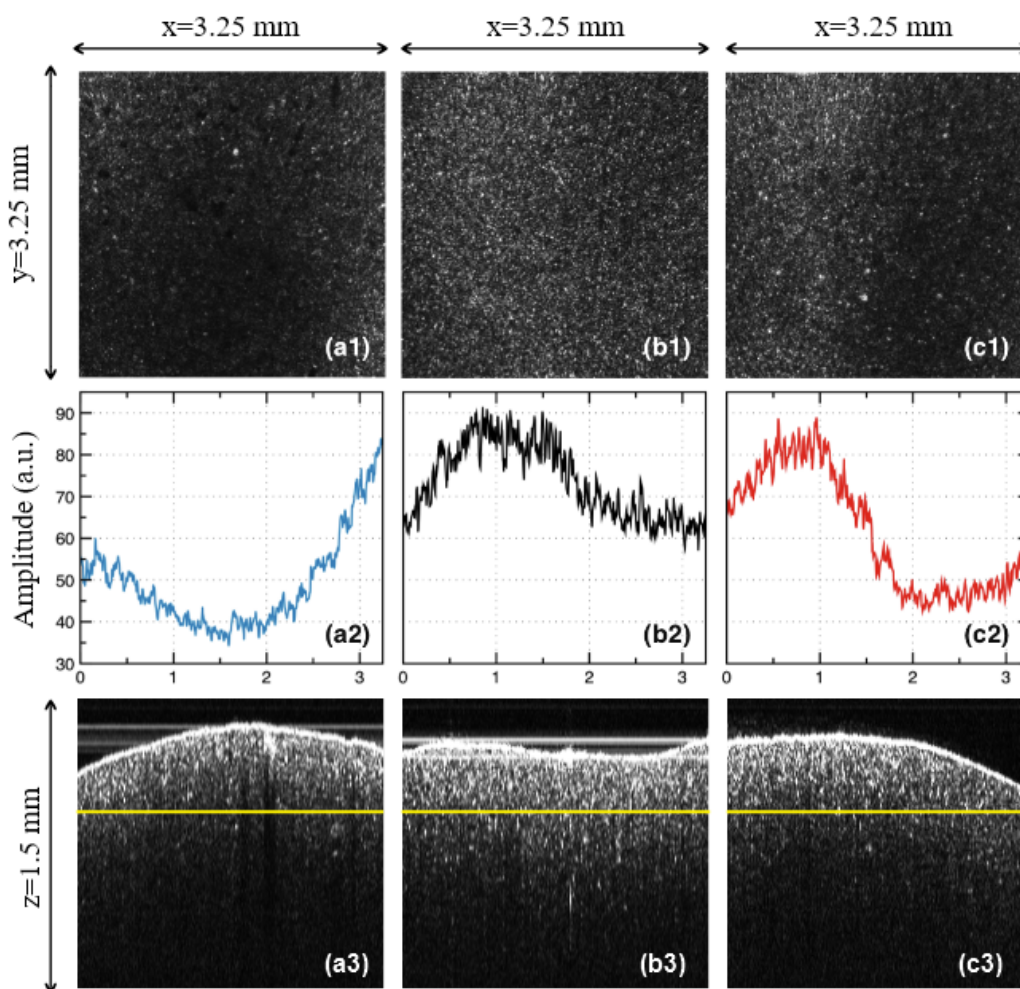 x=3.25 mm x=3.25 mm x=3.25 mm
y=3.25 mm
(a1) (b1) (c1)
Amplitude (a.u.)
90
80
70
60
50
40
30
(a2) (b2) (c2)
0 1 2 3 0 1 2 3 0 1 2 3
z=1.5 mm
(a3) (b3) (c3)